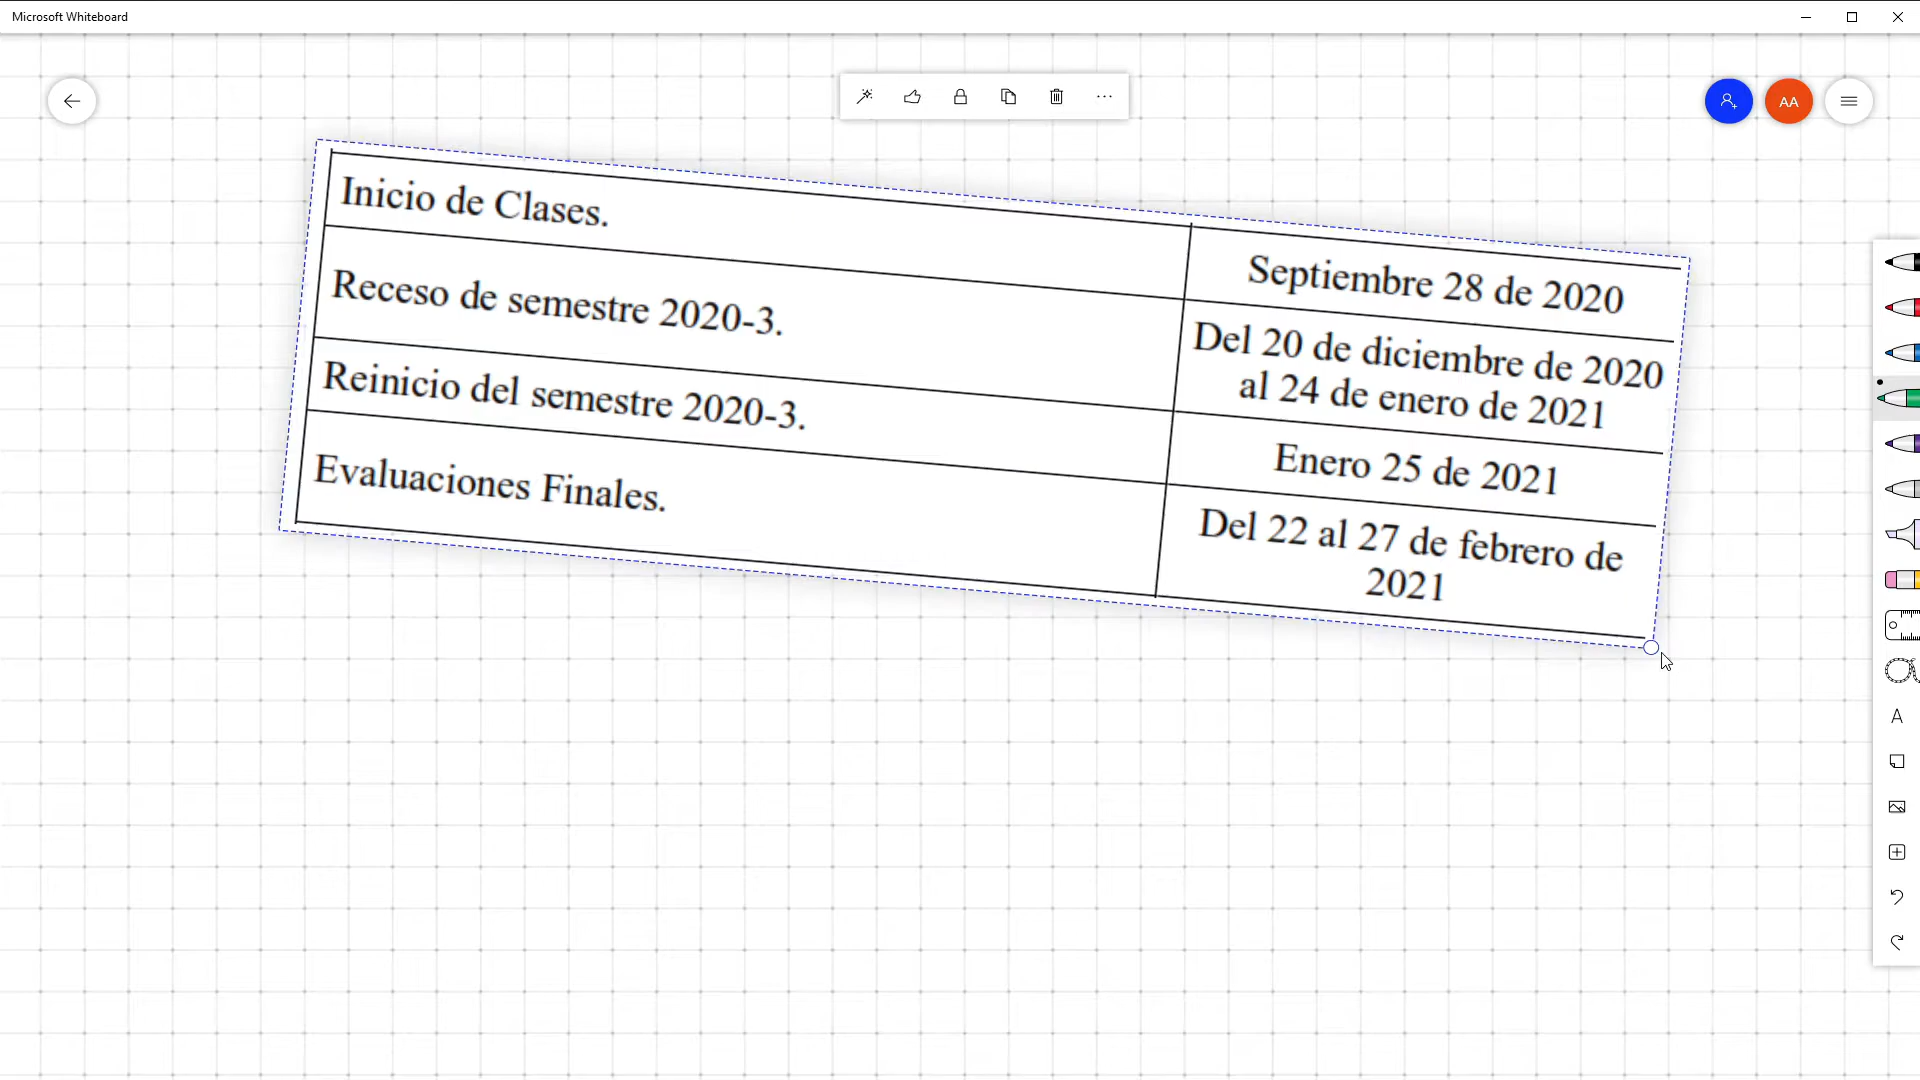 Microsoft Whiteboard
AA
Inicio de Clases.
Septiembre 28 de 2020
Receso de semestre 2020-3.
Del 20 de diciembre de 2020
al 24 de enero de 2021
Reinicio del semestre 2020-3.
Enero 25 de 2021
Evaluaciones Finales.
Del 22 al 27 de febrero de
2021